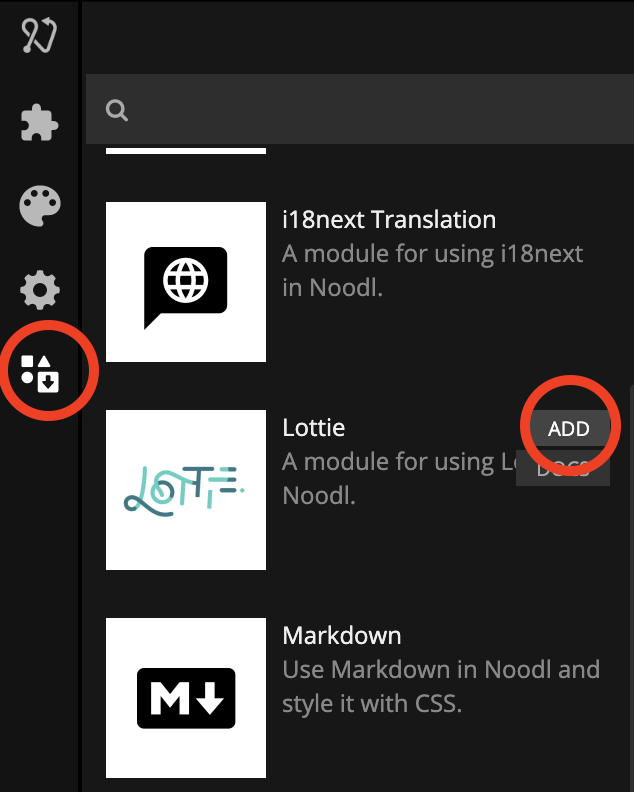 i18next Translation
A module for using i18next
in Noodl.
LOTTIE.
Lottie
ADD
A module for using Lo
DOCS
Noodl.
M
Markdown
Use Markdown in Noodl and
style it with CSS.